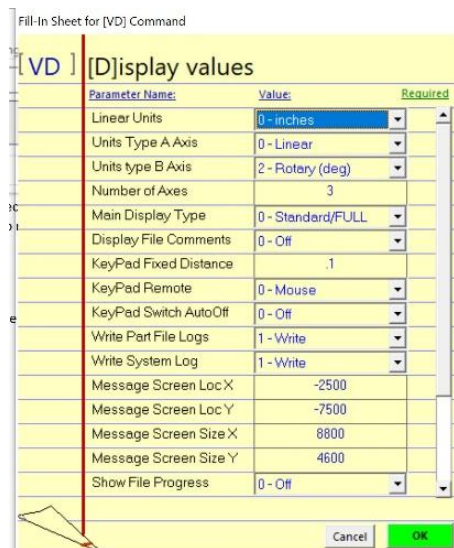 Fill-In Sheet for [VD] Command
[ VD ] [D]isplay values
Parameter Name: Value: Required
Linear Units 0 - inches
Units Type A Axis 0 - Linear
Units type B Axis 2 - Rotary (deg)
Number of Axes 3
Main Display Type 0 - Standard/FULL
Display File Comments 0 - Off
KeyPad Fixed Distance .1
KeyPad Remote 0 - Mouse
KeyPad Switch AutoOff 0 - Off
Write Part File Logs 1 - Write
Write System Log 1 - Write
Message Screen Loc X -2500
Message Screen Loc Y -7500
Message Screen Size X 8800
Message Screen Size Y 4600
Show File Progress 0 - Off
Cancel OK